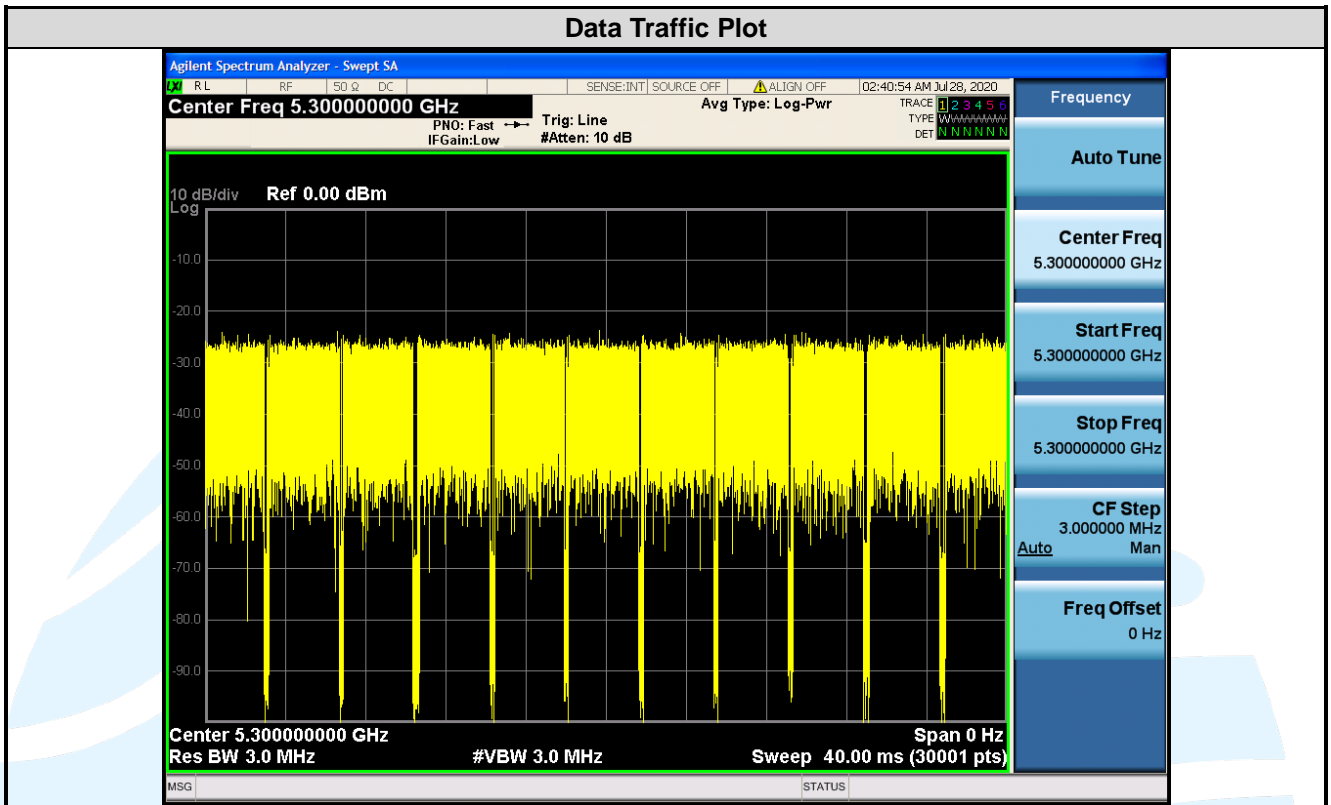 Data Traffic Plot
Agilent Spectrum Analyzer - Swept SA
LXI RL RF 50 Ω DC SENSE:INT SOURCE OFF ALIGN OFF 02:40:54 AM Jul 28, 2020
Center Freq 5.300000000 GHz
PNO: Fast
IFGain:Low
Trig: Line
#Atten: 10 dB
Avg Type: Log-Pwr
TRACE 1 2 3 4 5 6
TYPE
DET N N N N N N
10 dB/div Ref 0.00 dBm
Log
-10.0
-20.0
-30.0
-40.0
-50.0
-60.0
-70.0
-80.0
-90.0
Center 5.300000000 GHz Span 0 Hz
Res BW 3.0 MHz #VBW 3.0 MHz Sweep 40.00 ms (30001 pts)
MSG STATUS
Frequency
Auto Tune
Center Freq
5.300000000 GHz
Start Freq
5.300000000 GHz
Stop Freq
5.300000000 GHz
CF Step
3.000000 MHz
Auto Man
Freq Offset
0 Hz